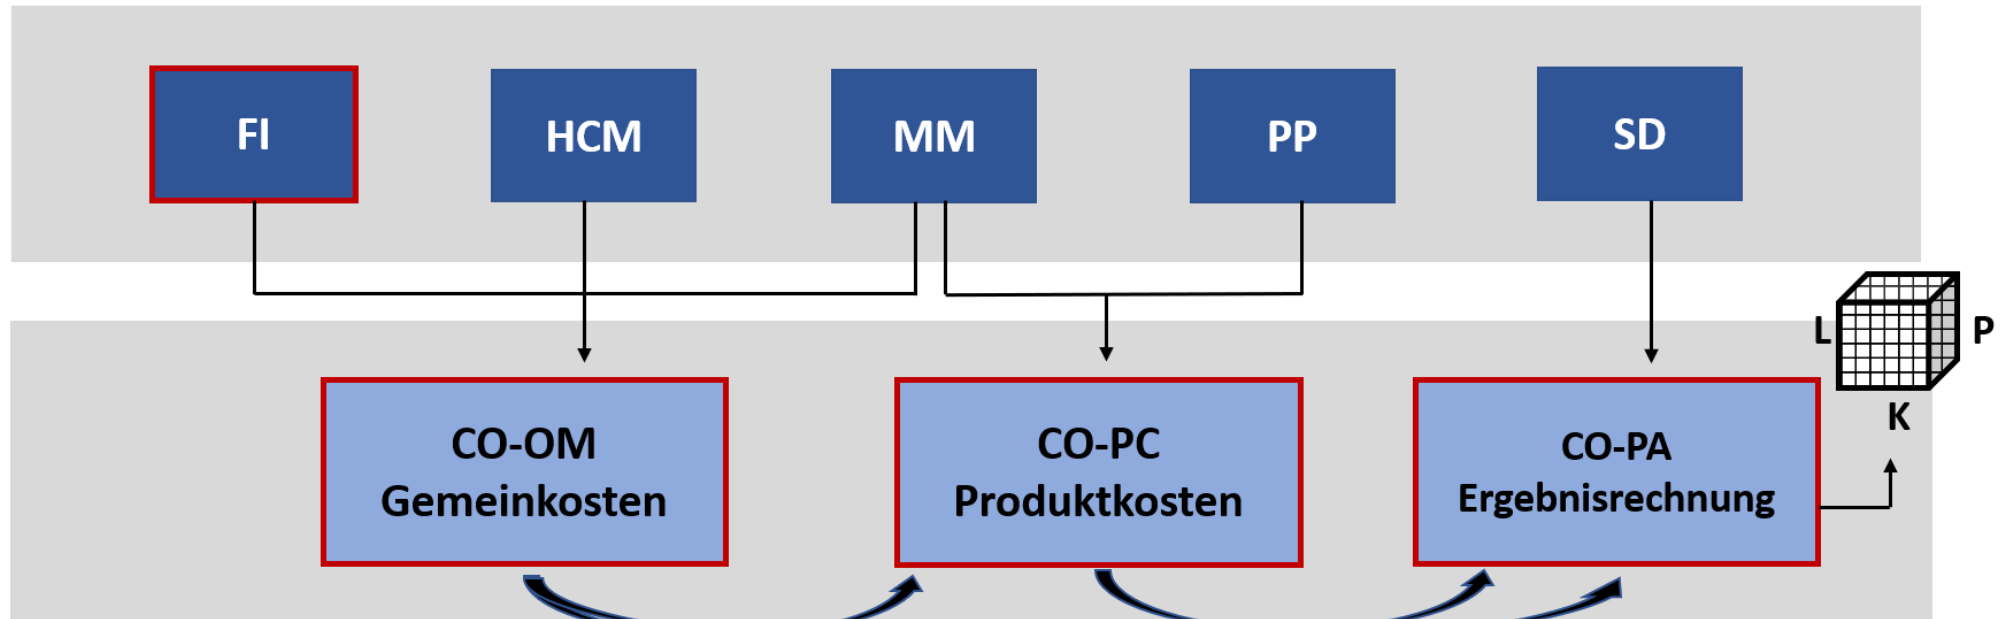 FI
HCM
MM
PP
SD
L
P
K
CO-OM
Gemeinkosten
CO-PC
Produktkosten
CO-PA
Ergebnisrechnung